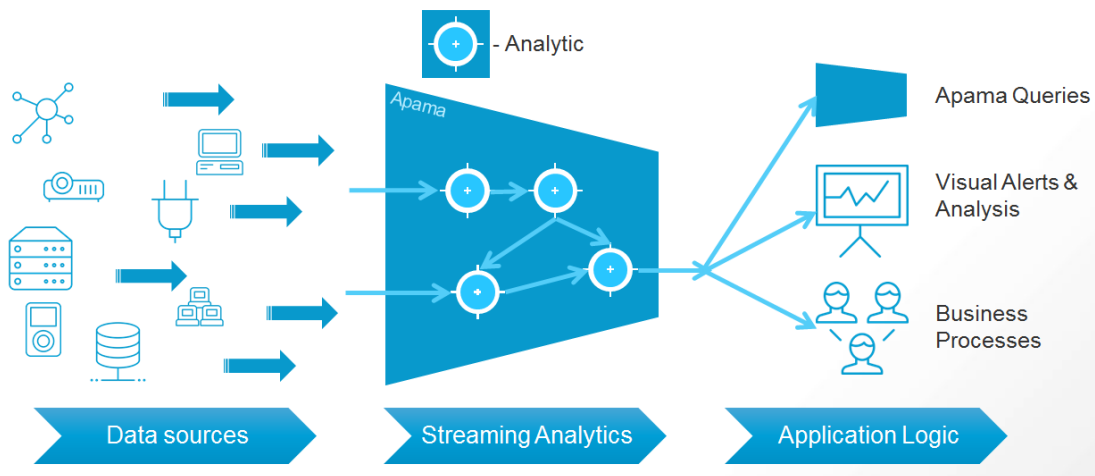 - Analytic
Apama
Apama Queries
Visual Alerts &
Analysis
Business
Processes
Data sources
Streaming Analytics
Application Logic